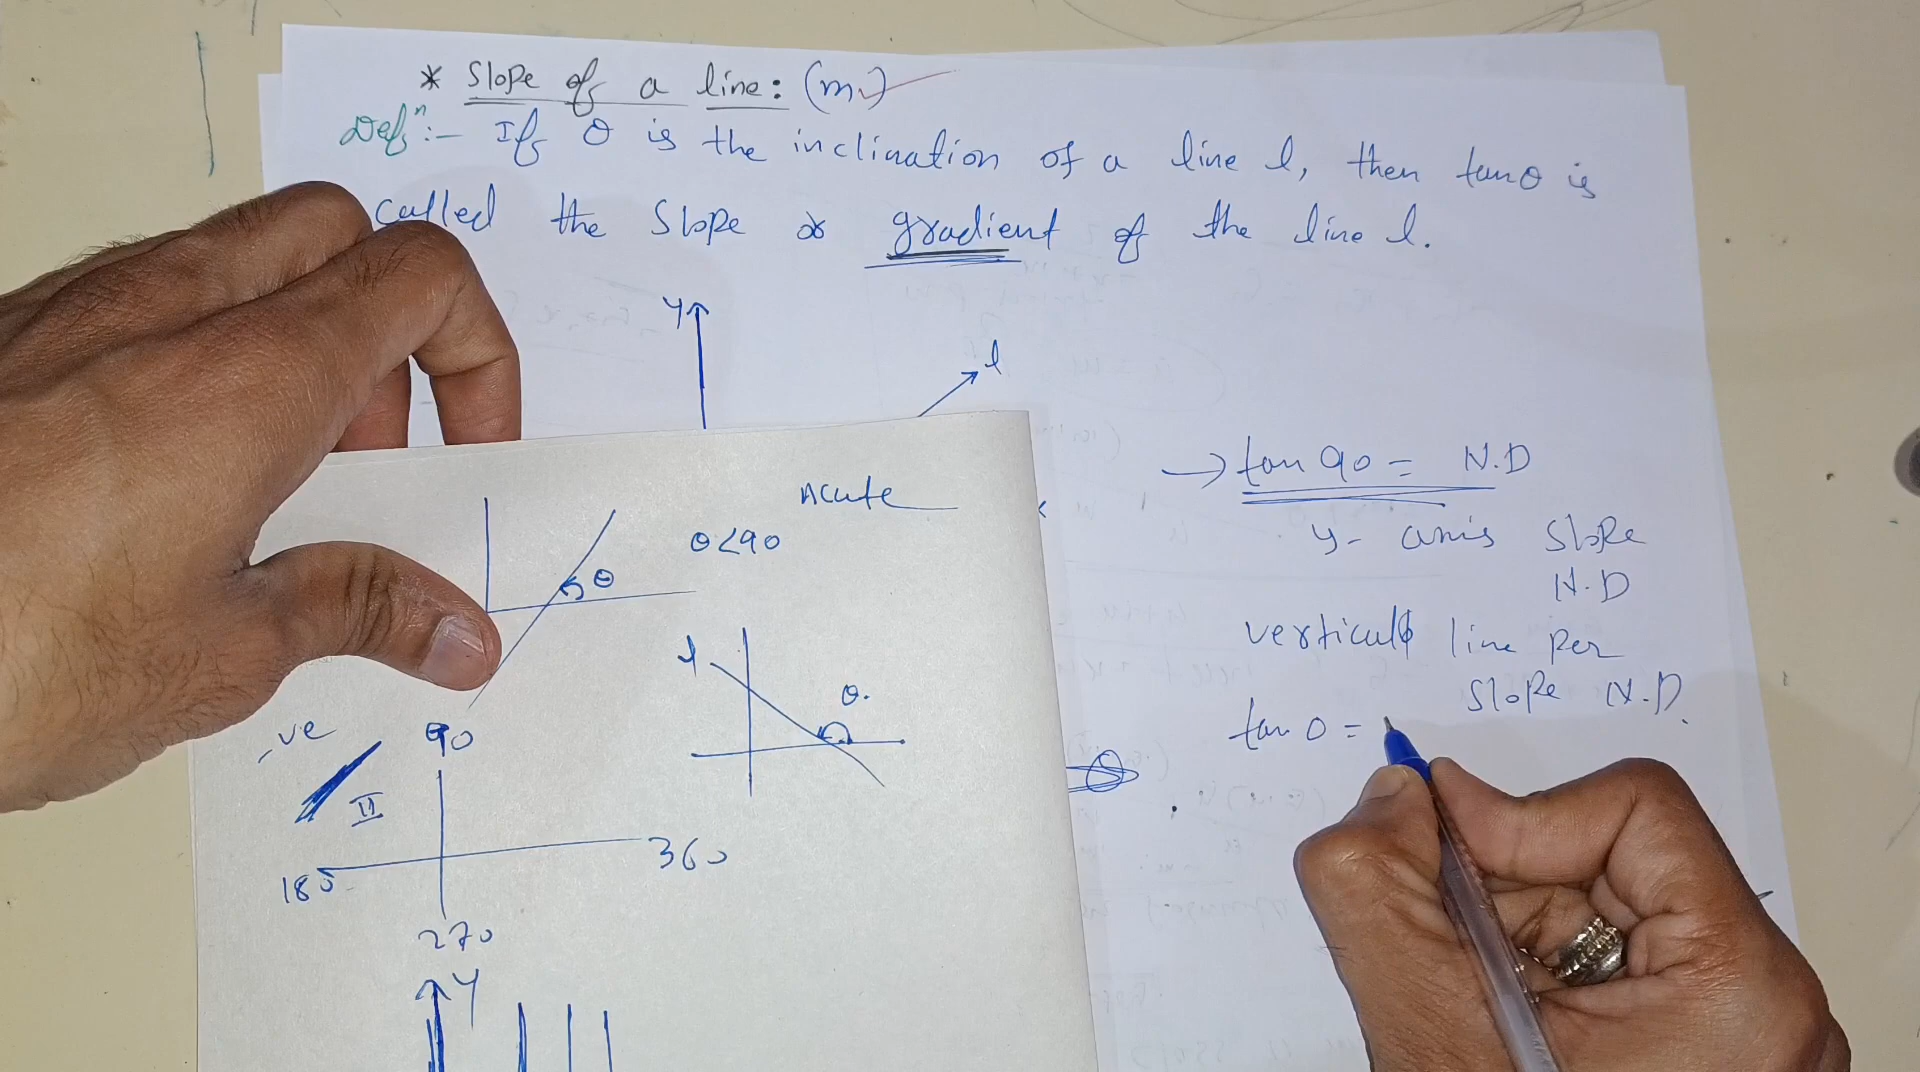 * Slope of a line: (m)
Defn:- If θ is the inclination of a line l, then tanθ is
called the Slope or gradient of the line l.
y
l
→ tan 90 = N.D
y-axis Slope
N.D
vertical line per
Slope N.D.
tan 0 =
Acute
θ<90
θ
l
θ.
-ve
90
II
180
360
270
Y